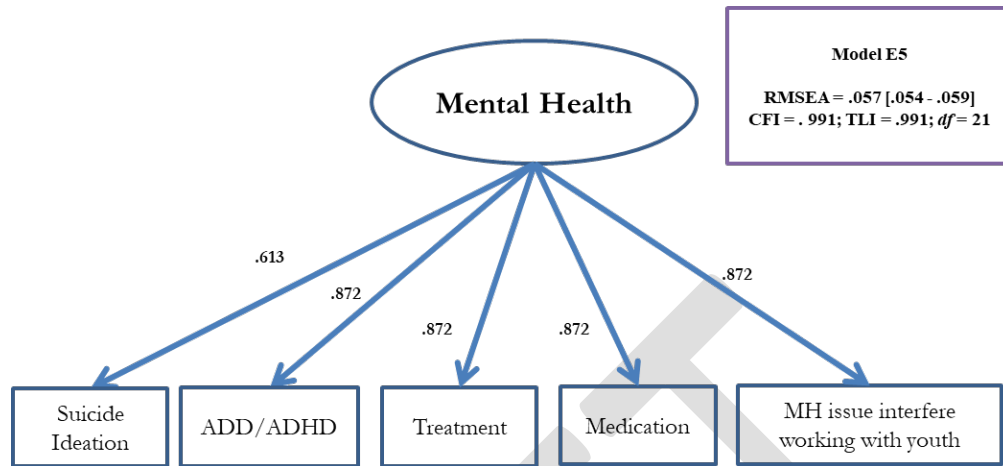 Model E5
RMSEA = .057 [.054 - .059]
CFI = . 991; TLI = .991; df = 21
Mental Health
.613
.872
.872
.872
.872
Suicide
Ideation
ADD/ADHD
Treatment
Medication
MH issue interfere
working with youth